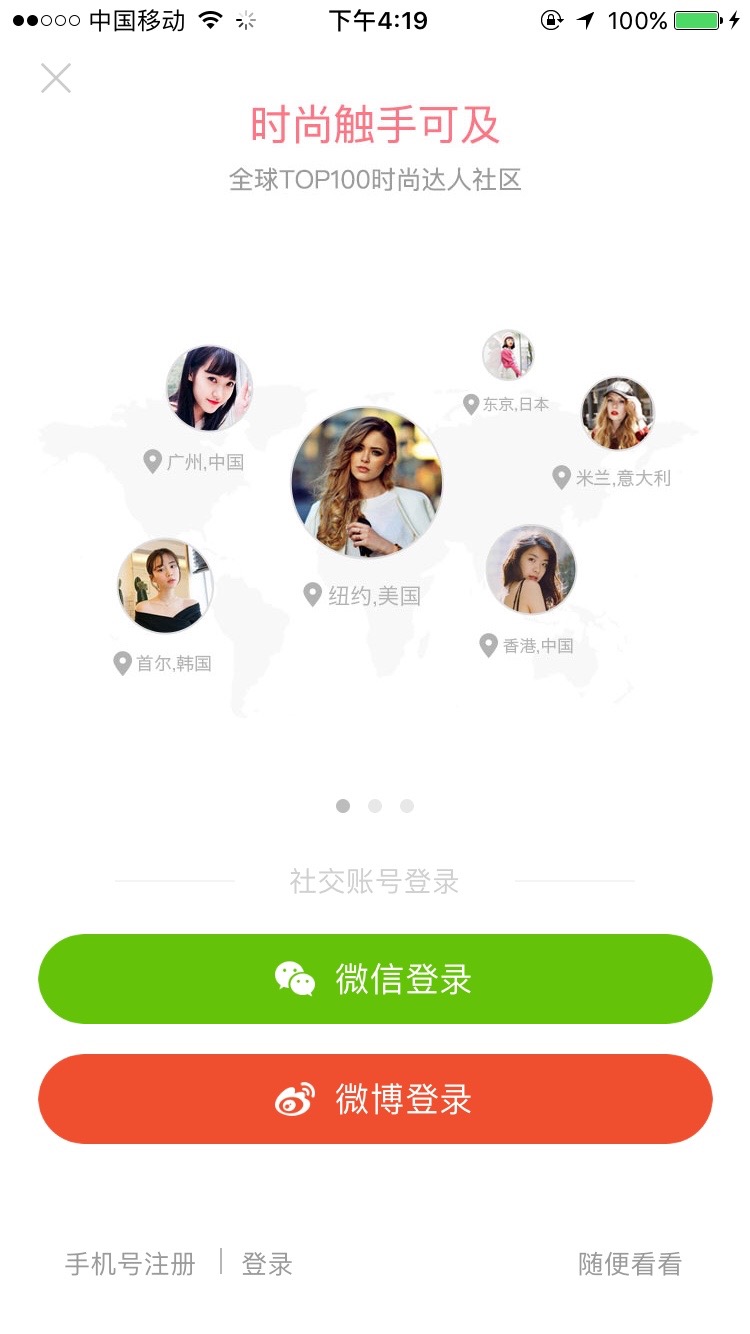 中国移动 下午4:19 100%
时尚触手可及
全球TOP100时尚达人社区
东京,日本
广州,中国
米兰,意大利
纽约,美国
香港,中国
首尔,韩国
社交账号登录
微信登录
微博登录
手机号注册 | 登录 随便看看